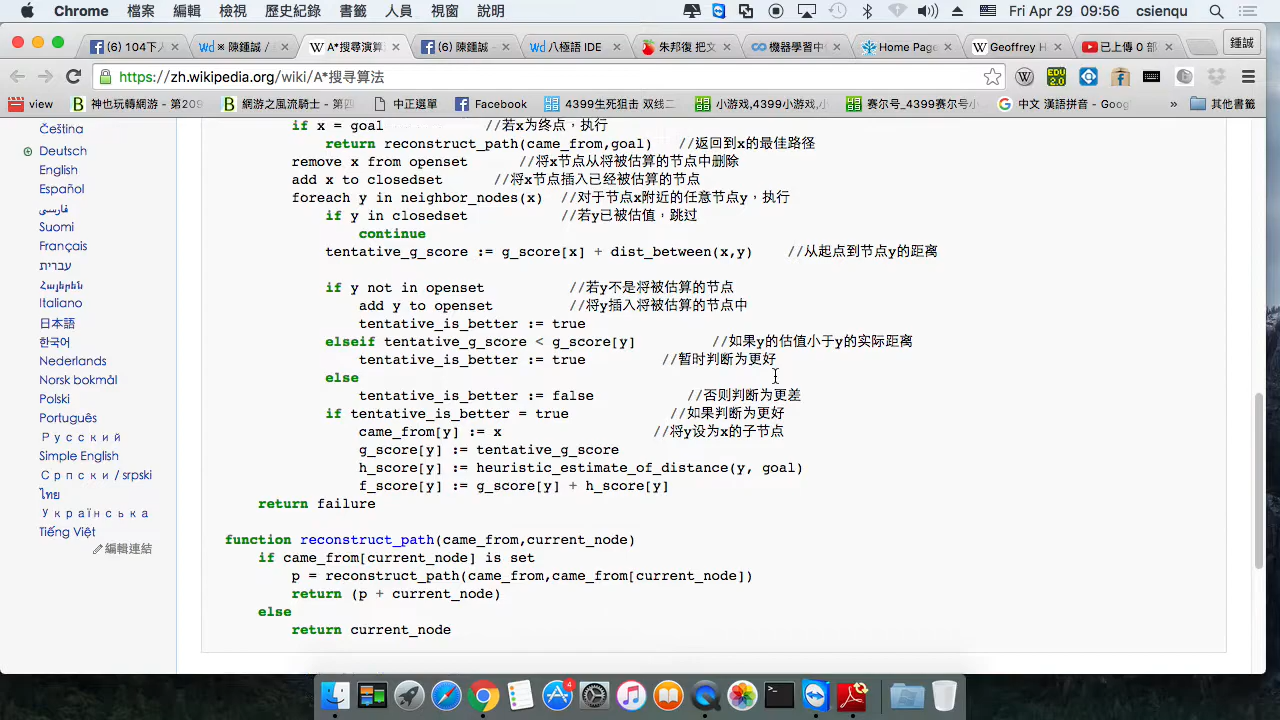 Chrome 檔案 編輯 檢視 歷史紀錄 書籤 人員 視窗 說明 Fri Apr 29 09:56 csienqu
(6) 104下人 ※ 陳鍾誠 / A*搜尋演算 (6) 陳鍾誠 - 八極語 IDE 朱邦復 把文 機器學習中 Home Page Geoffrey H 已上傳 0 部 鍾誠
https://zh.wikipedia.org/wiki/A*搜寻算法
view 神也玩轉網游_第209 網游之風流騎士_第四 中正選單 Facebook 4399生死狙击 双线二 小游戏,4399小游戏,小 赛尔号_4399赛尔号小 中文 漢語拼音 - Goo » 其他書籤
Čeština
Deutsch
English
Español
فارسی
Suomi
Français
עברית
Հայերեն
Italiano
日本語
한국어
Nederlands
Norsk bokmål
Polski
Português
Русский
Simple English
Српски / srpski
ไทย
Українська
Tiếng Việt
編輯連結
if x = goal //若x为终点，执行
return reconstruct_path(came_from,goal) //返回到x的最佳路径
remove x from openset //将x节点从将被估算的节点中删除
add x to closedset //将x节点插入已经被估算的节点
foreach y in neighbor_nodes(x) //对于节点x附近的任意节点y，执行
if y in closedset //若y已被估值，跳过
continue
tentative_g_score := g_score[x] + dist_between(x,y) //从起点到节点y的距离
if y not in openset //若y不是将被估算的节点
add y to openset //将y插入将被估算的节点中
tentative_is_better := true
elseif tentative_g_score < g_score[y] //如果y的估值小于y的实际距离
tentative_is_better := true //暂时判断为更好
else
tentative_is_better := false //否则判断为更差
if tentative_is_better = true //如果判断为更好
came_from[y] := x //将y设为x的子节点
g_score[y] := tentative_g_score
h_score[y] := heuristic_estimate_of_distance(y, goal)
f_score[y] := g_score[y] + h_score[y]
return failure
function reconstruct_path(came_from,current_node)
if came_from[current_node] is set
p = reconstruct_path(came_from,came_from[current_node])
return (p + current_node)
else
return current_node
4